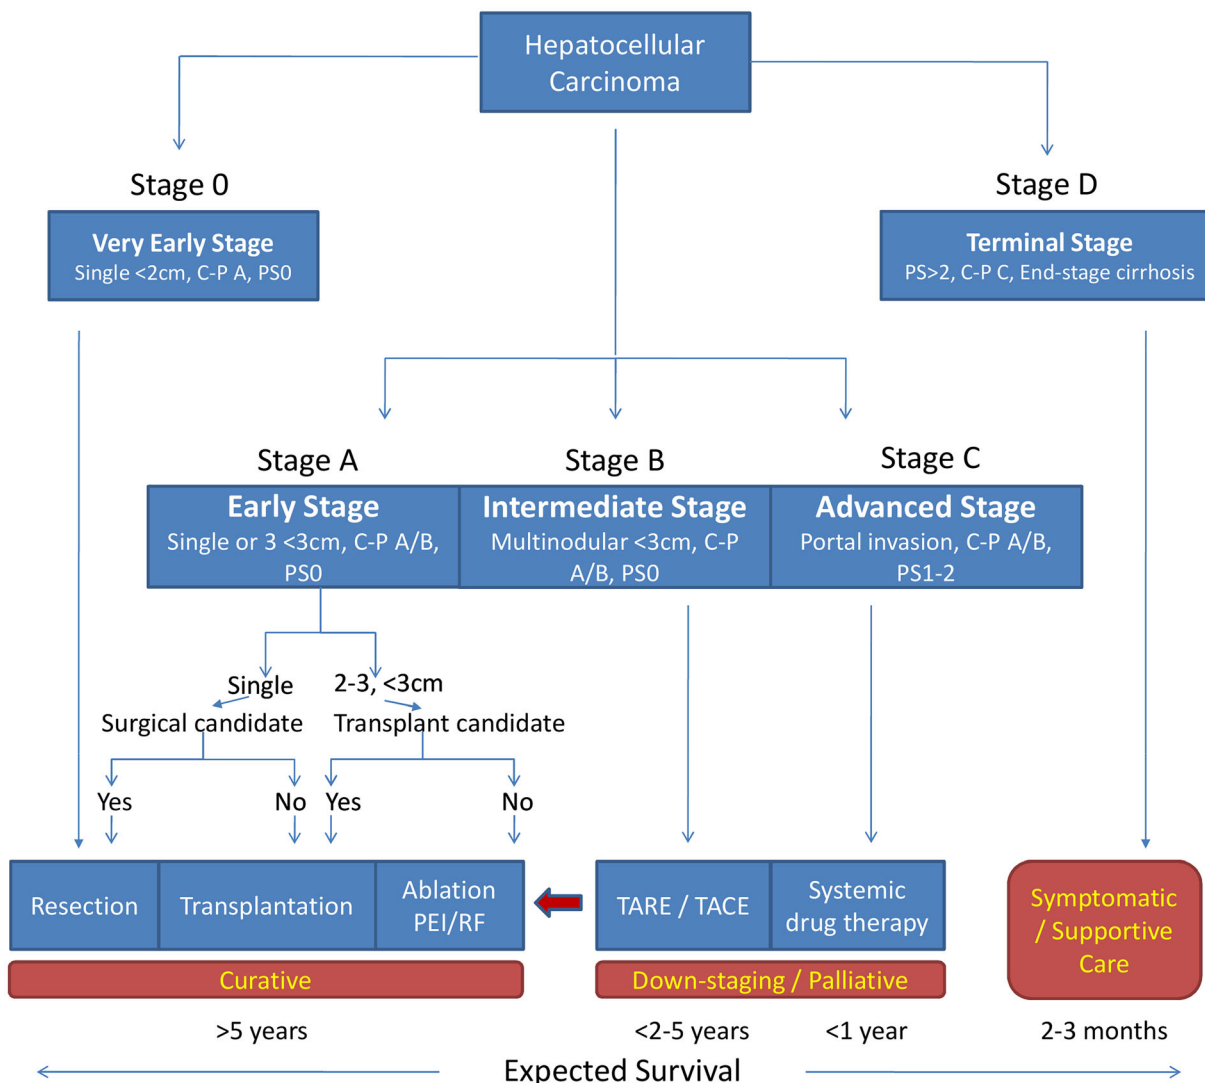 Hepatocellular
Carcinoma
Stage 0
Stage D
Very Early Stage
Single <2cm, C-P A, PS0
Terminal Stage
PS>2, C-P C, End-stage cirrhosis
Stage A
Stage B
Stage C
Early Stage
Single or 3 <3cm, C-P A/B,
PS0
Intermediate Stage
Multinodular <3cm, C-P
A/B, PS0
Advanced Stage
Portal invasion, C-P A/B,
PS1-2
Single
2-3, <3cm
Surgical candidate
Transplant candidate
Yes
No
Yes
No
Resection
Transplantation
Ablation
PEI/RF
TARE / TACE
Systemic
drug therapy
Symptomatic
/ Supportive
Care
Curative
Down-staging / Palliative
>5 years
<2-5 years
<1 year
2-3 months
Expected Survival